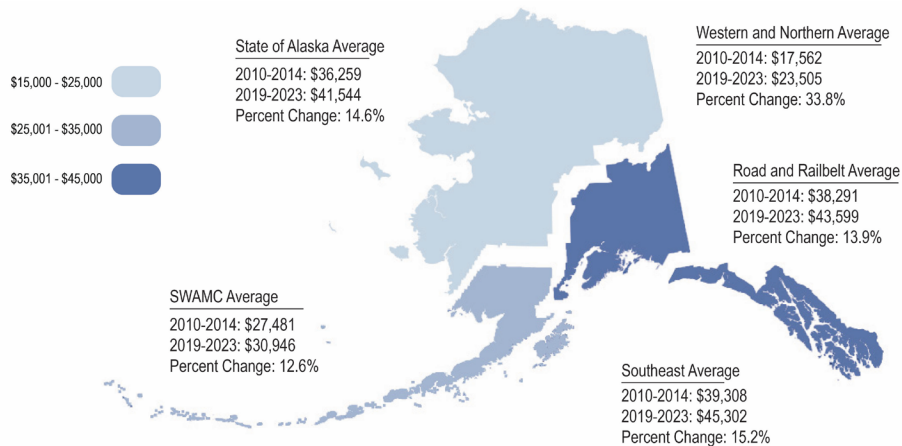 State of Alaska Average
2010-2014: $36,259
2019-2023: $41,544
Percent Change: 14.6%
Western and Northern Average
2010-2014: $17,562
2019-2023: $23,505
Percent Change: 33.8%
$15,000 - $25,000
$25,001 - $35,000
$35,001 - $45,000
Road and Railbelt Average
2010-2014: $38,291
2019-2023: $43,599
Percent Change: 13.9%
SWAMC Average
2010-2014: $27,481
2019-2023: $30,946
Percent Change: 12.6%
Southeast Average
2010-2014: $39,308
2019-2023: $45,302
Percent Change: 15.2%